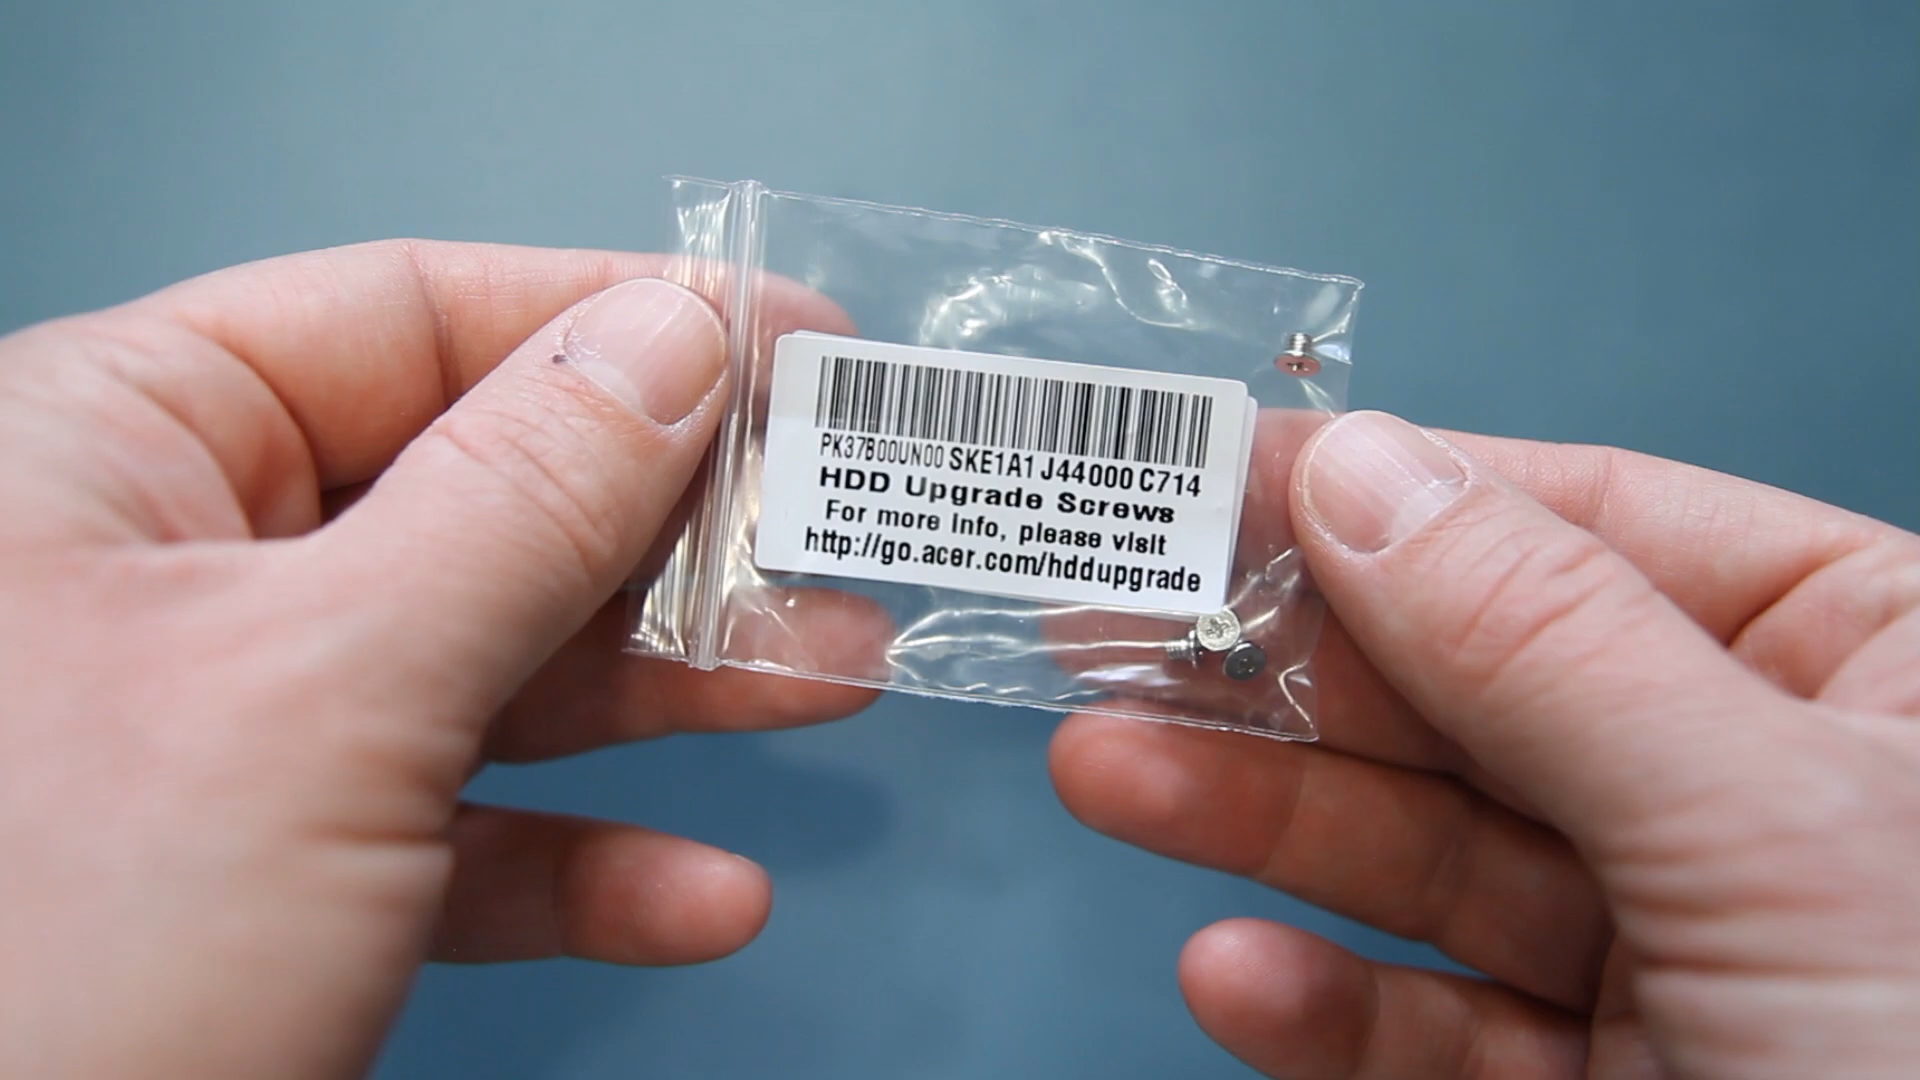 PK37B00UN00 SKE1A1 J44000 C714
HDD Upgrade Screws
For more info, please visit
http://go.acer.com/hddupgrade